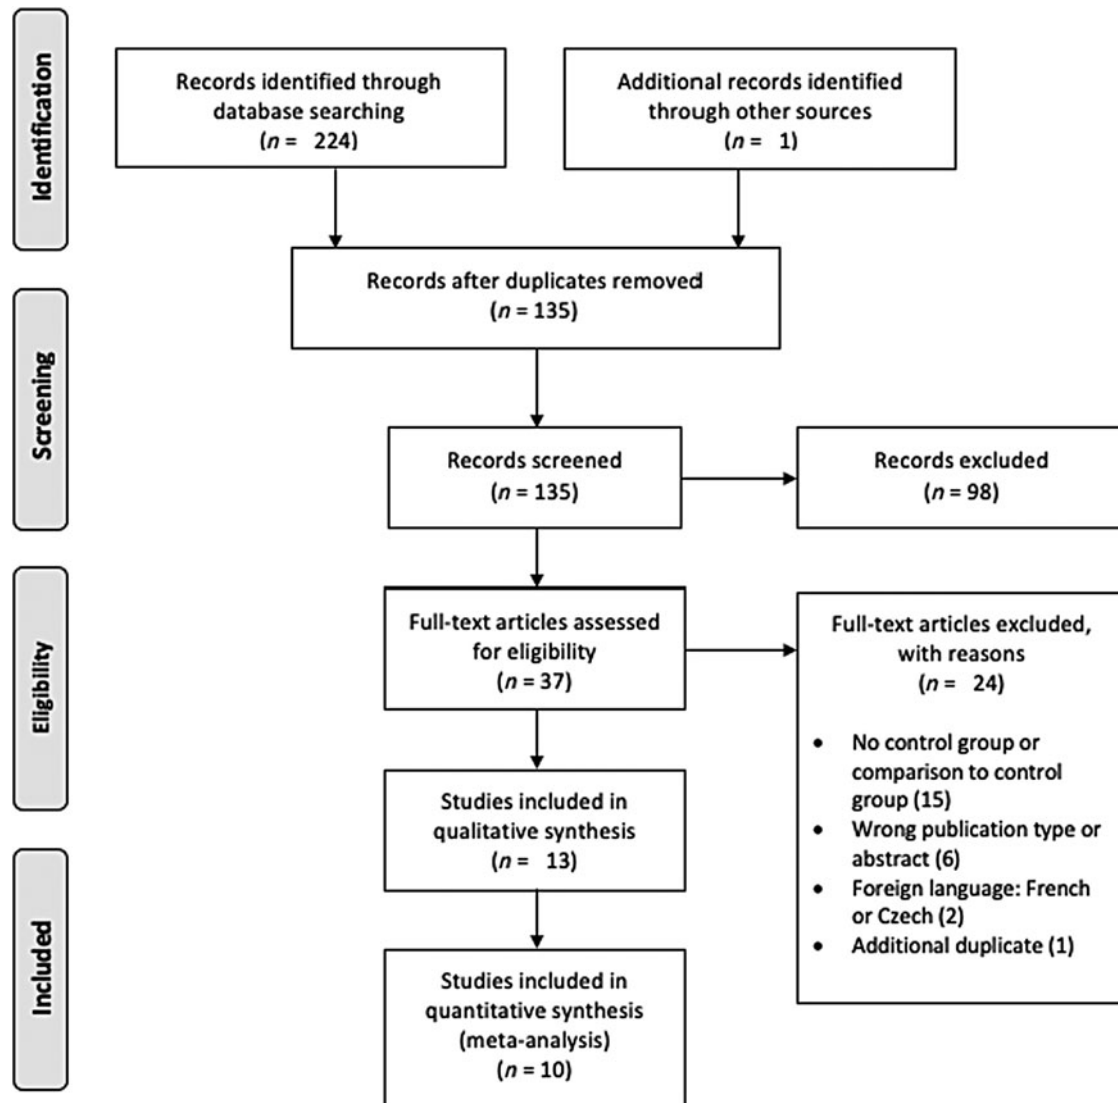 Identification
Records identified through
database searching
(n = 224)
Additional records identified
through other sources
(n = 1)
Records after duplicates removed
(n = 135)
Screening
Records screened
(n = 135)
Records excluded
(n = 98)
Eligibility
Full-text articles assessed
for eligibility
(n = 37)
Full-text articles excluded,
with reasons
(n = 24)
• No control group or
comparison to control
group (15)
• Wrong publication type or
abstract (6)
• Foreign language: French
or Czech (2)
• Additional duplicate (1)
Studies included in
qualitative synthesis
(n = 13)
Included
Studies included in
quantitative synthesis
(meta-analysis)
(n = 10)